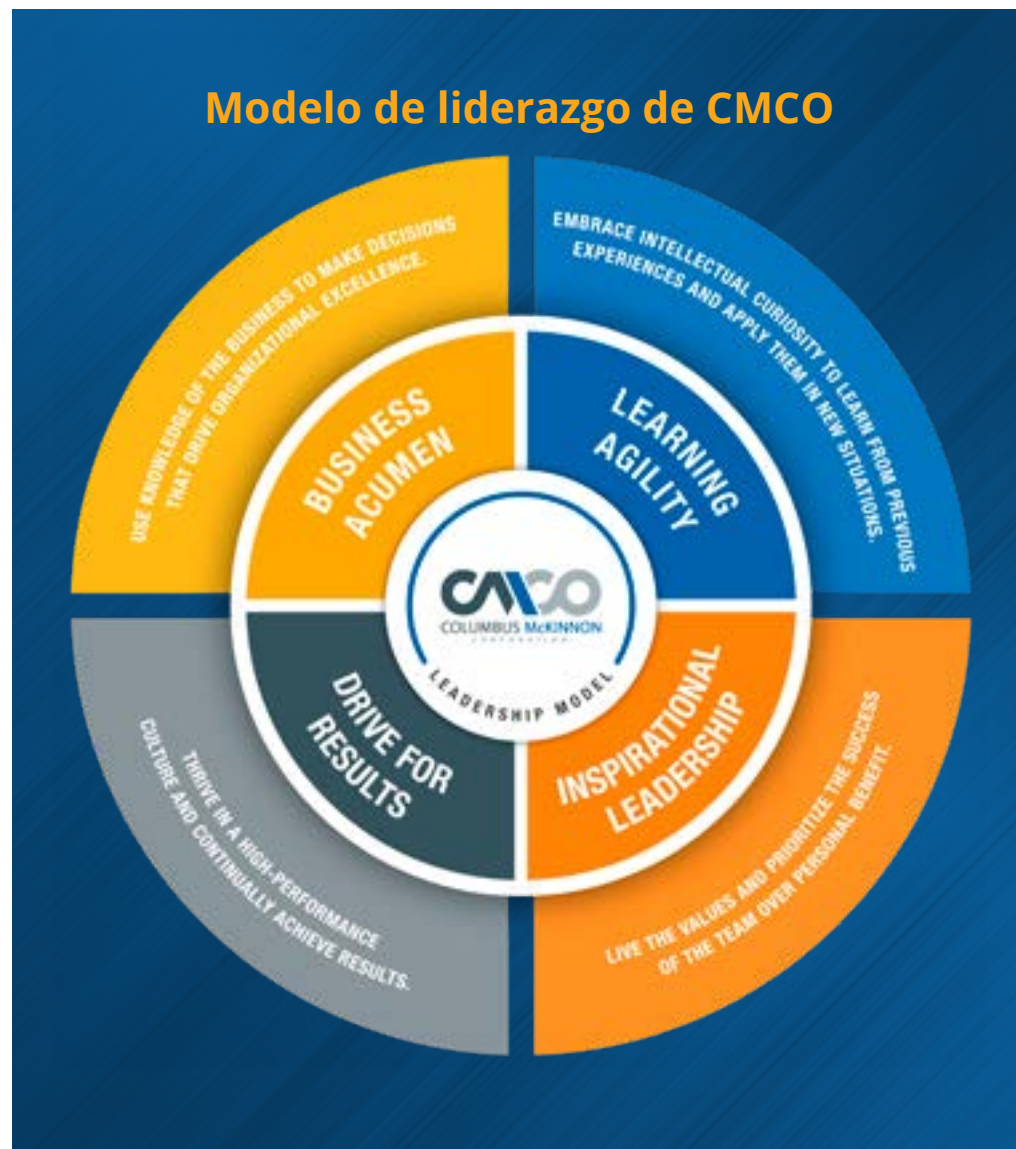 Modelo de liderazgo de CMCO
USE KNOWLEDGE OF THE BUSINESS TO MAKE DECISIONS
THAT DRIVE ORGANIZATIONAL EXCELLENCE.
EMBRACE INTELLECTUAL CURIOSITY TO LEARN FROM PREVIOUS
EXPERIENCES AND APPLY THEM IN NEW SITUATIONS.
BUSINESS
ACUMEN
LEARNING
AGILITY
CMCO
COLUMBUS McKINNON
CORPORATION
LEADERSHIP MODEL
DRIVE FOR
RESULTS
INSPIRATIONAL
LEADERSHIP
THRIVE IN A HIGH-PERFORMANCE
CULTURE AND CONTINUALLY ACHIEVE RESULTS.
LIVE THE VALUES AND PRIORITIZE THE SUCCESS
OF THE TEAM OVER PERSONAL BENEFIT.